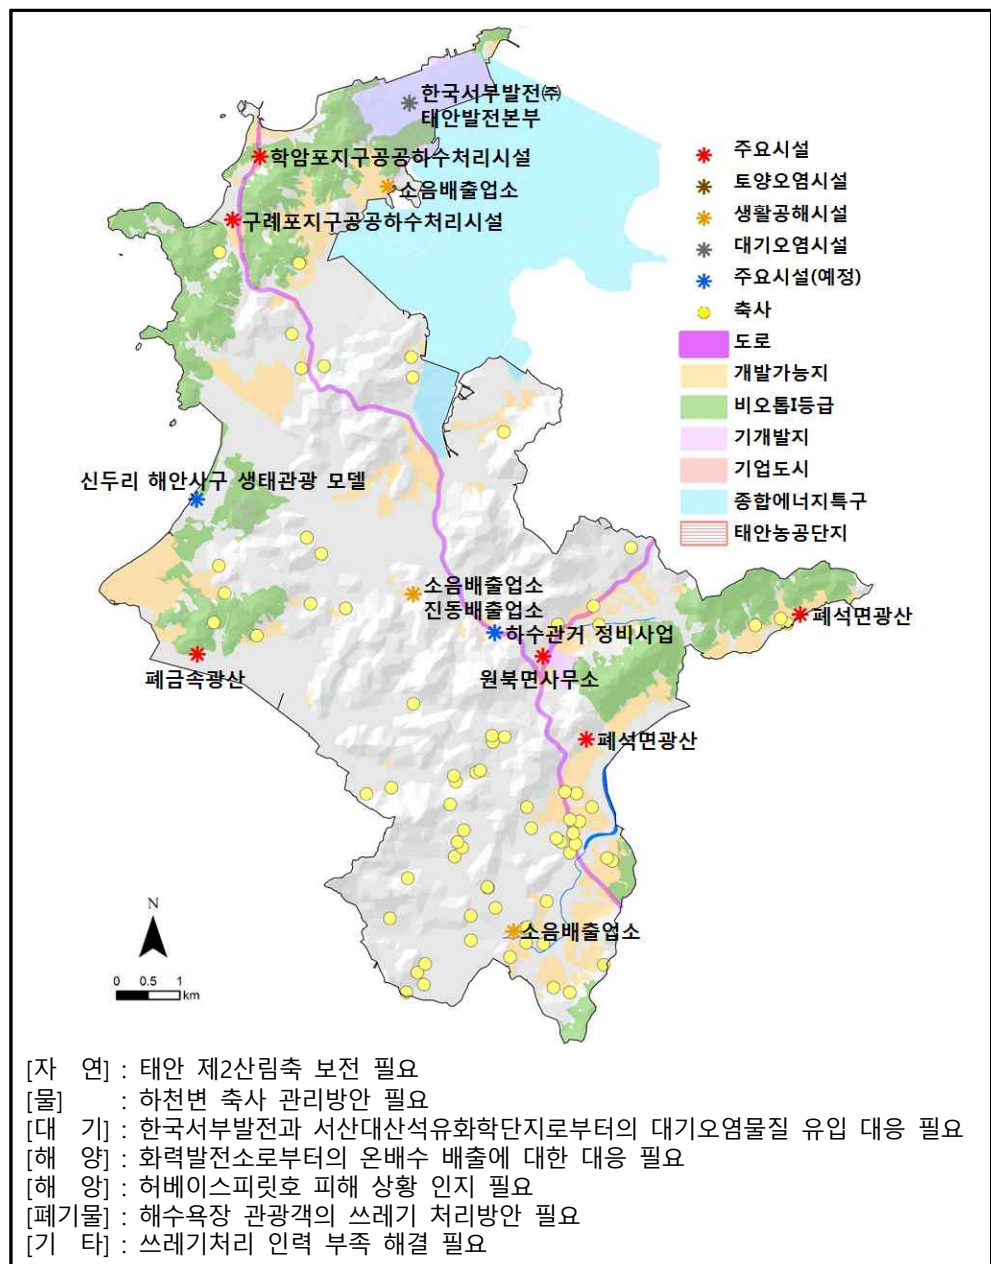 한국서부발전㈜
태안발전본부
학암포지구공공하수처리시설
소음배출업소
구례포지구공공하수처리시설
주요시설
토양오염시설
생활공해시설
대기오염시설
주요시설(예정)
축사
도로
개발가능지
비오톱I등급
기개발지
기업도시
종합에너지특구
태안농공단지
신두리 해안사구 생태관광 모델
소음배출업소
진동배출업소
하수관거 정비사업
폐석면광산
폐금속광산
원북면사무소
폐석면광산
소음배출업소
N
0 0.5 1
km
[자 연] : 태안 제2산림축 보전 필요
[물] : 하천변 축사 관리방안 필요
[대 기] : 한국서부발전과 서산대산석유화학단지로부터의 대기오염물질 유입 대응 필요
[해 양] : 화력발전소로부터의 온배수 배출에 대한 대응 필요
[해 앙] : 허베이스피릿호 피해 상황 인지 필요
[폐기물] : 해수욕장 관광객의 쓰레기 처리방안 필요
[기 타] : 쓰레기처리 인력 부족 해결 필요